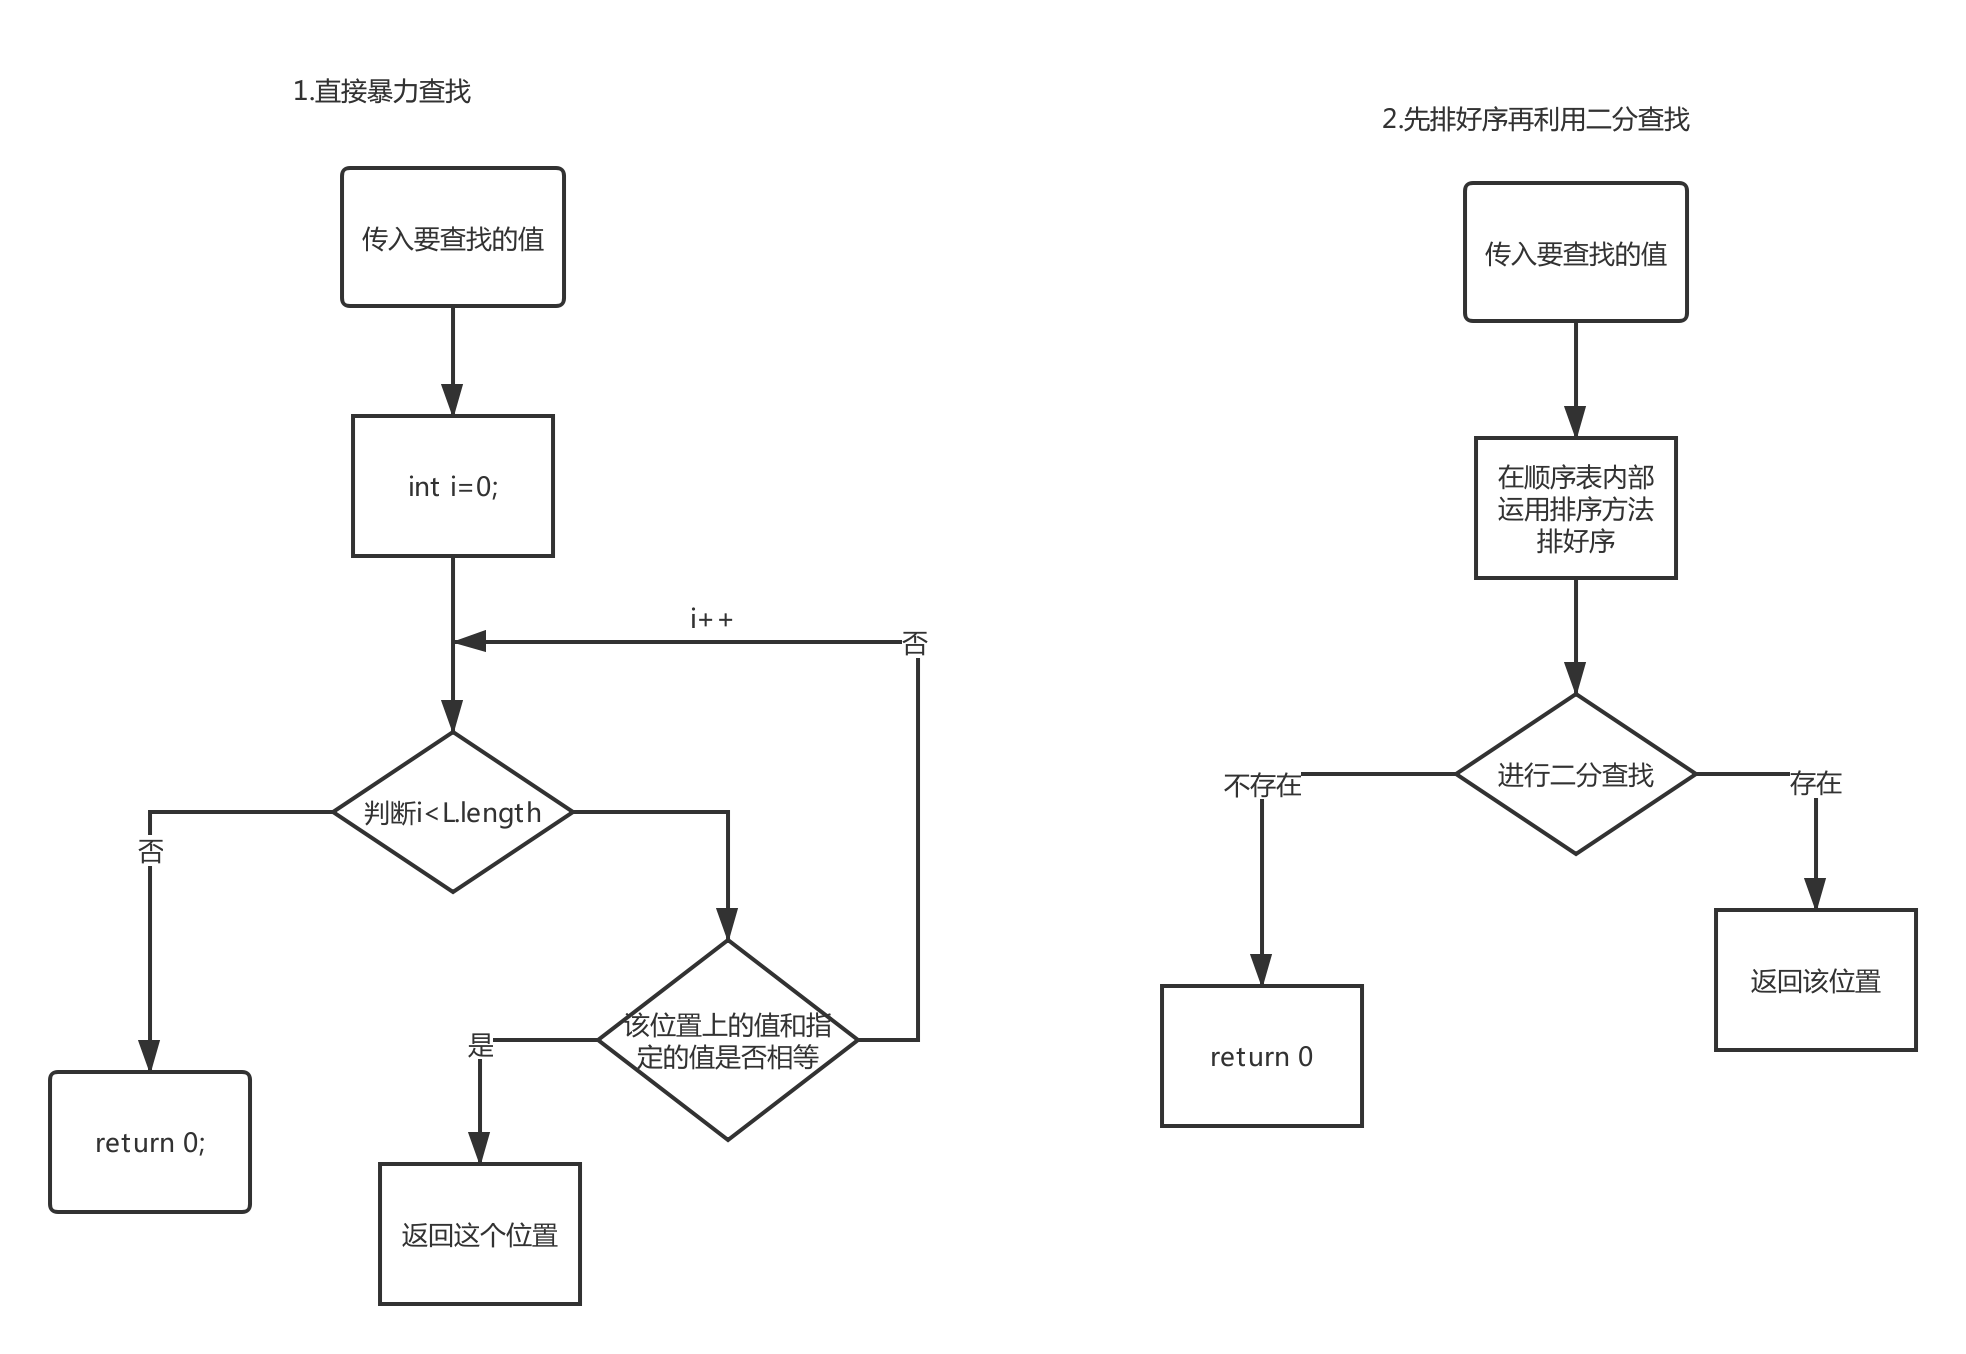 1.直接暴力查找
传入要查找的值
int i=0;
i++
否
判断i<L.length
否
该位置上的值和指
定的值是否相等
是
return 0;
返回这个位置
2.先排好序再利用二分查找
传入要查找的值
在顺序表内部
运用排序方法
排好序
进行二分查找
不存在
存在
返回该位置
return 0